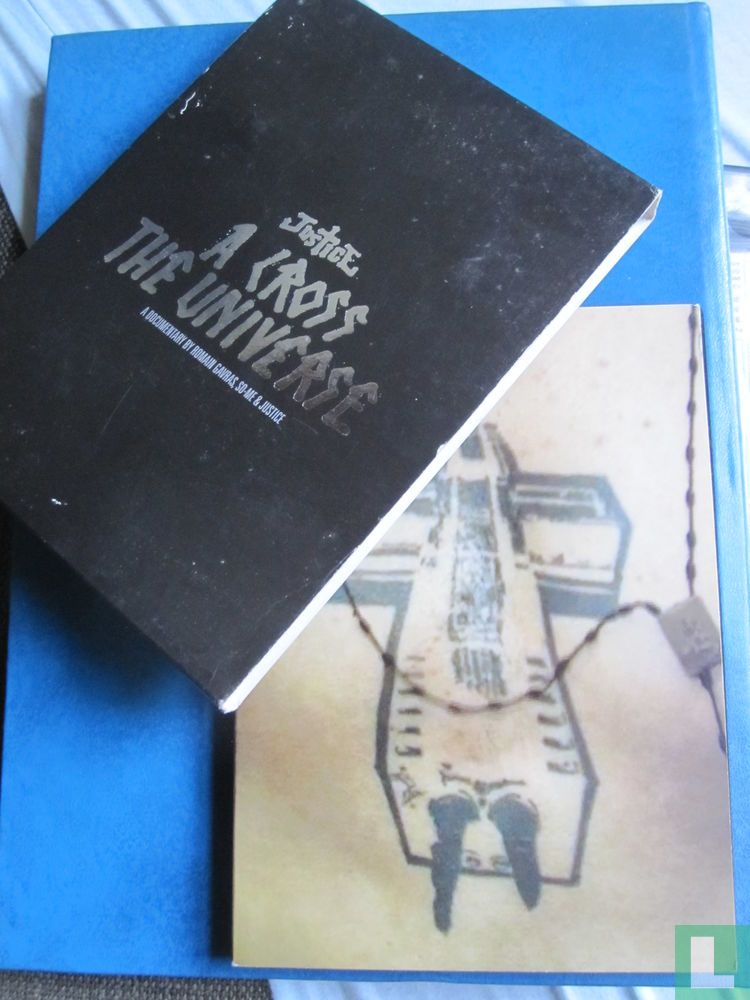 JUSTICE
A CROSS
THE UNIVERSE
A DOCUMENTARY BY ROMAIN GAVRAS, SO-ME & JUSTICE
L